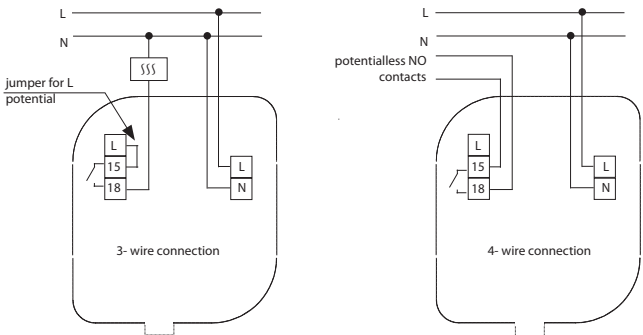 L
N
jumper for L
potential
L
15
18
L
N
3- wire connection
L
N
potentialless NO
contacts
L
15
18
L
N
4- wire connection